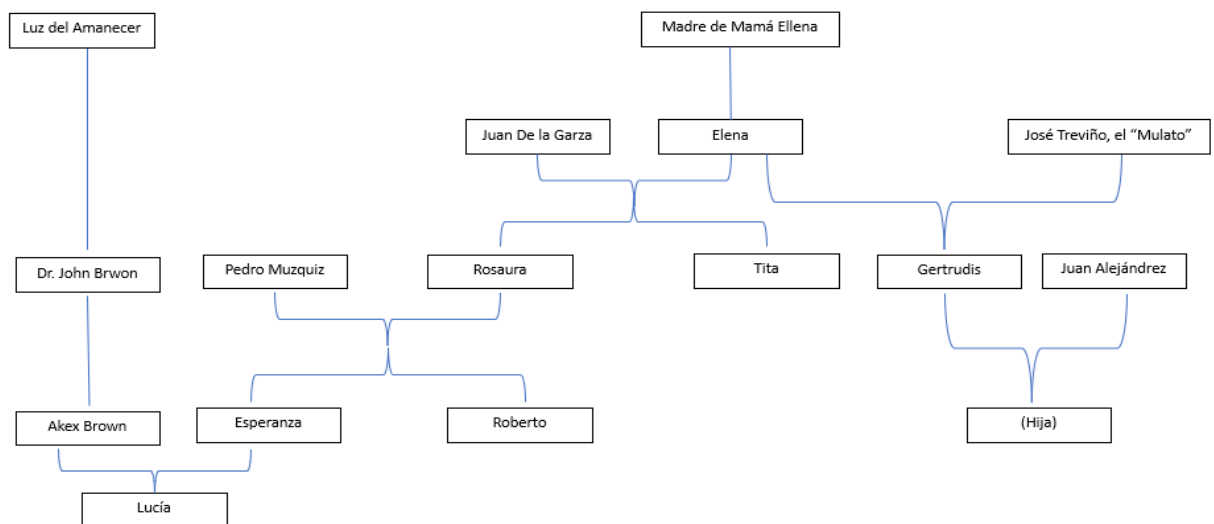 Luz del Amanecer
Madre de Mamá Ellena
Juan De la Garza
Elena
José Treviño, el “Mulato”
Dr. John Brwon
Pedro Muzquiz
Rosaura
Tita
Gertrudis
Juan Alejándrez
Akex Brown
Esperanza
Roberto
(Hija)
Lucía